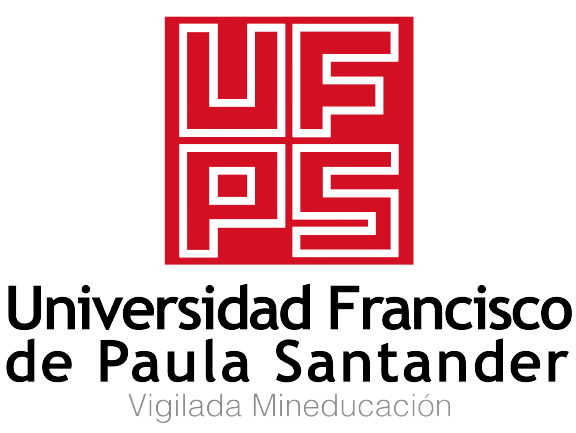 UF
PS
Universidad Francisco
de Paula Santander
Vigilada Mineducación